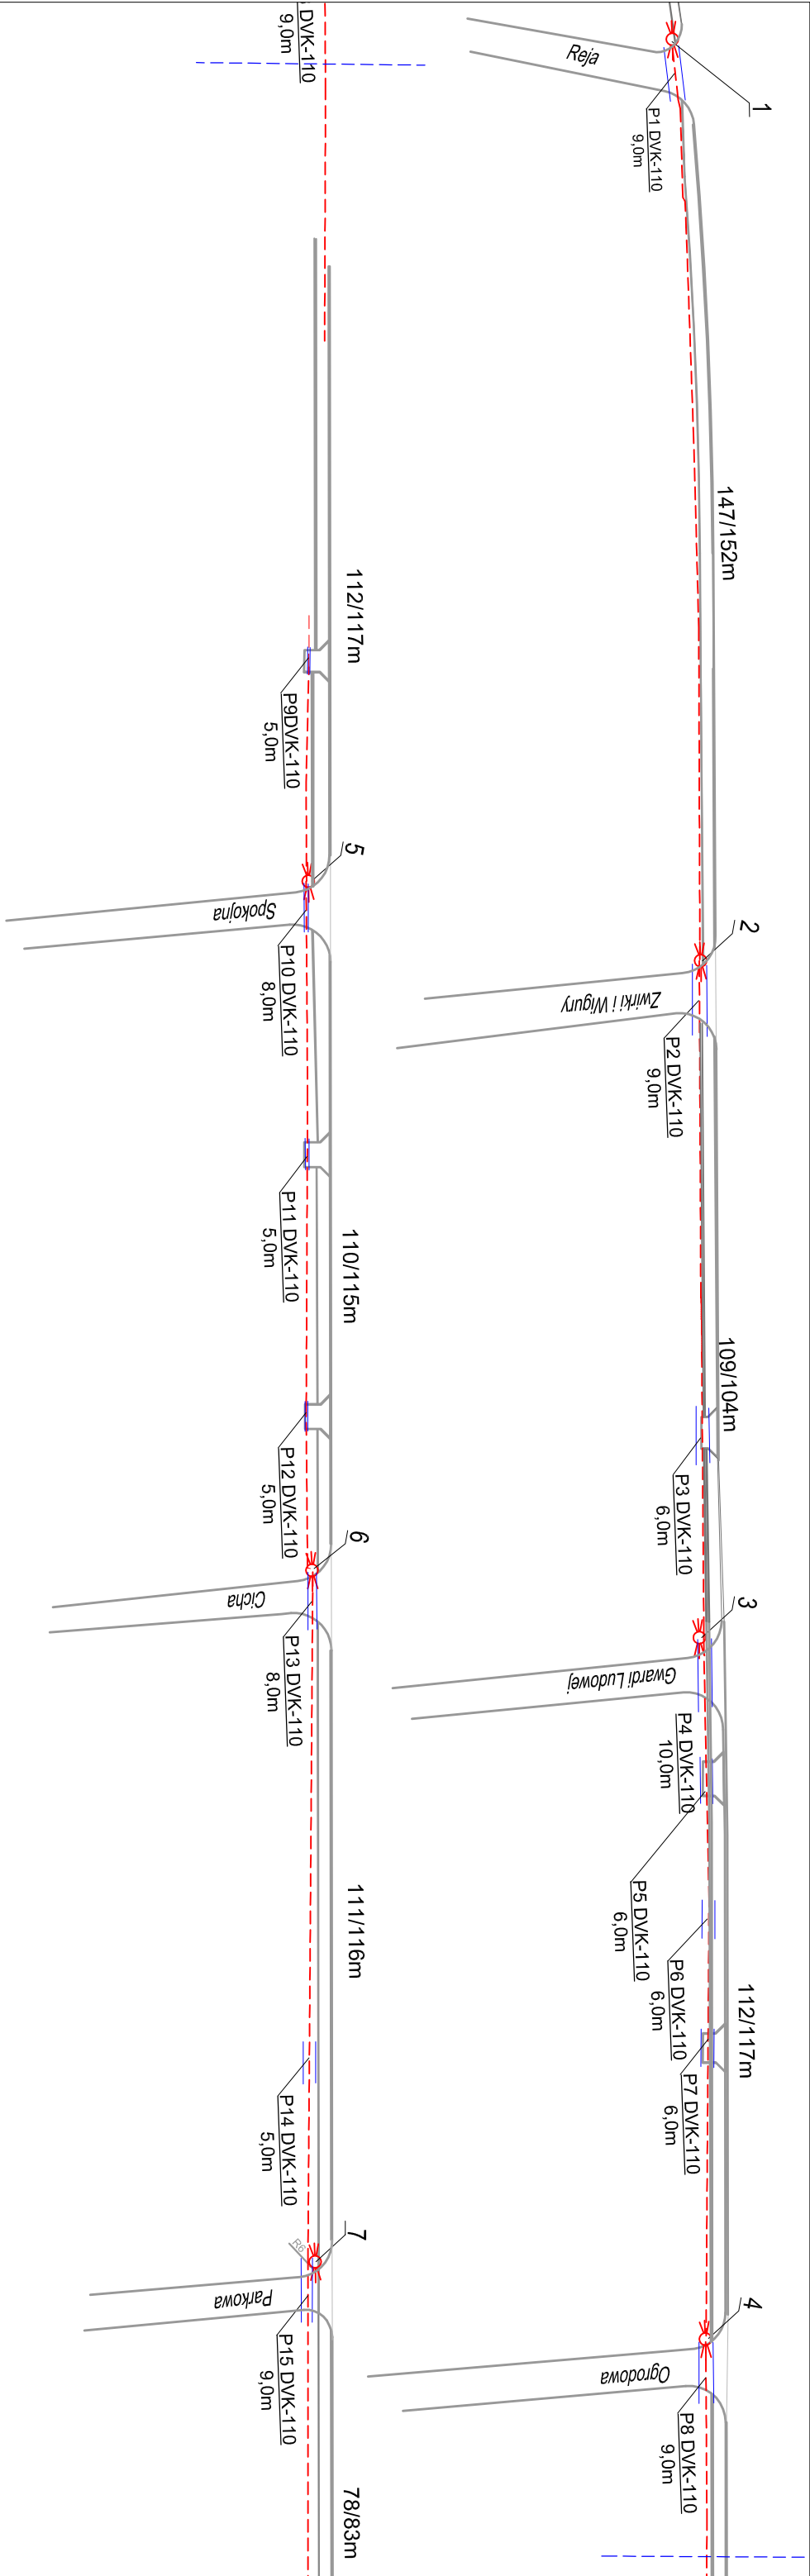 1
Reja
P1 DVK-110
9,0m
147/152m
2
Zwirki i Wigury
P2 DVK-110
9,0m
109/104m
P3 DVK-110
6,0m
3
Gwardi Ludowej
P4 DVK-110
10,0m
P5 DVK-110
6,0m
P6 DVK-110
6,0m
112/117m
P7 DVK-110
6,0m
4
Ogrodowa
P8 DVK-110
9,0m
DVK-110
9,0m
112/117m
P9DVK-110
5,0m
5
Spokojna
P10 DVK-110
8,0m
P11 DVK-110
5,0m
110/115m
P12 DVK-110
5,0m
6
Cicha
P13 DVK-110
8,0m
111/116m
P14 DVK-110
5,0m
7
R6
Parkowa
P15 DVK-110
9,0m
78/83m